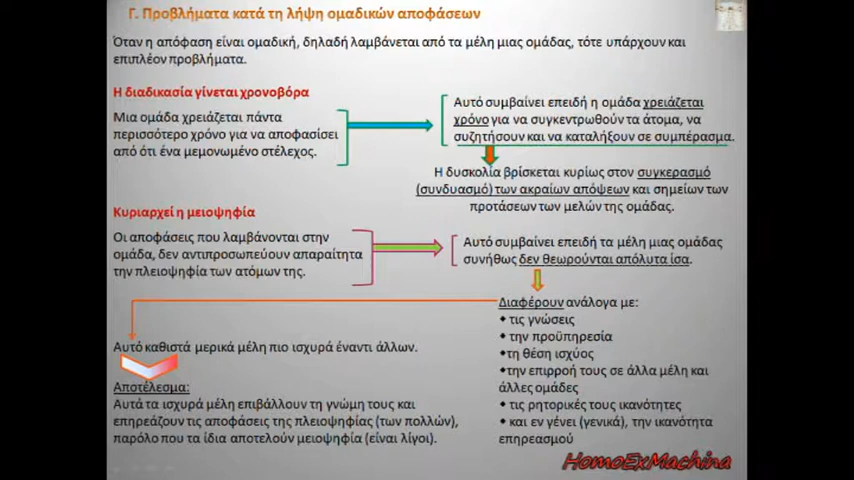 Γ. Προβλήματα κατά τη λήψη ομαδικών αποφάσεων
Όταν η απόφαση είναι ομαδική, δηλαδή λαμβάνεται από τα μέλη μιας ομάδας, τότε υπάρχουν και
επιπλέον προβλήματα.
Η διαδικασία γίνεται χρονοβόρα
Μια ομάδα χρειάζεται πάντα
περισσότερο χρόνο για να αποφασίσει
από ότι ένα μεμονωμένο στέλεχος.
Αυτό συμβαίνει επειδή η ομάδα χρειάζεται
χρόνο για να συγκεντρωθούν τα άτομα, να
συζητήσουν και να καταλήξουν σε συμπέρασμα.
Η δυσκολία βρίσκεται κυρίως στον συγκερασμό
(συνδυασμό) των ακραίων απόψεων και σημείων των
προτάσεων των μελών της ομάδας.
Κυριαρχεί η μειοψηφία
Οι αποφάσεις που λαμβάνονται στην
ομάδα, δεν αντιπροσωπεύουν απαραίτητα
την πλειοψηφία των ατόμων της.
Αυτό συμβαίνει επειδή τα μέλη μιας ομάδας
συνήθως δεν θεωρούνται απόλυτα ίσα.
Διαφέρουν ανάλογα με:
• τις γνώσεις
• την προϋπηρεσία
•τη θέση ισχύος
•την επιρροή τους σε άλλα μέλη και
άλλες ομάδες
• τις ρητορικές τους ικανότητες
• και εν γένει (γενικά), την ικανότητα
επηρεασμού
Αυτό καθιστά μερικά μέλη πιο ισχυρά έναντι άλλων.
Αποτέλεσμα:
Αυτά τα ισχυρά μέλη επιβάλλουν τη γνώμη τους και
επηρεάζουν τις αποφάσεις της πλειοψηφίας (των πολλών),
παρόλο που τα ίδια αποτελούν μειοψηφία (είναι λίγοι).
HomoExMachina